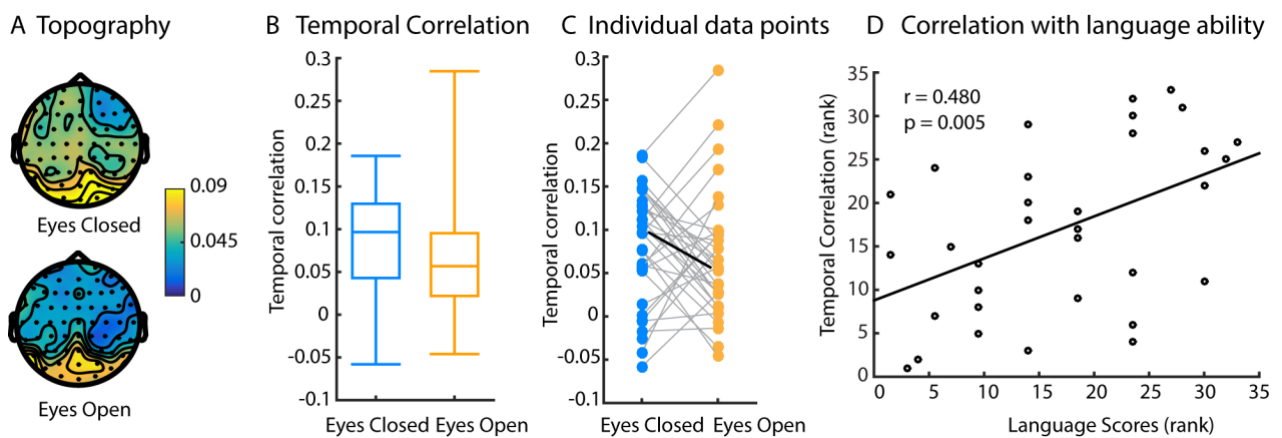 A Topography
Eyes Closed
0.09
0.045
0
Eyes Open
B Temporal Correlation
Temporal correlation
0.3
0.25
0.2
0.15
0.1
0.05
0
-0.05
-0.1
Eyes Closed Eyes Open
C Individual data points
Temporal correlation
0.3
0.25
0.2
0.15
0.1
0.05
0
-0.05
-0.1
Eyes Closed Eyes Open
D Correlation with language ability
r = 0.480
p = 0.005
Temporal Correlation (rank)
35
30
25
20
15
10
5
0
0 5 10 15 20 25 30 35
Language Scores (rank)